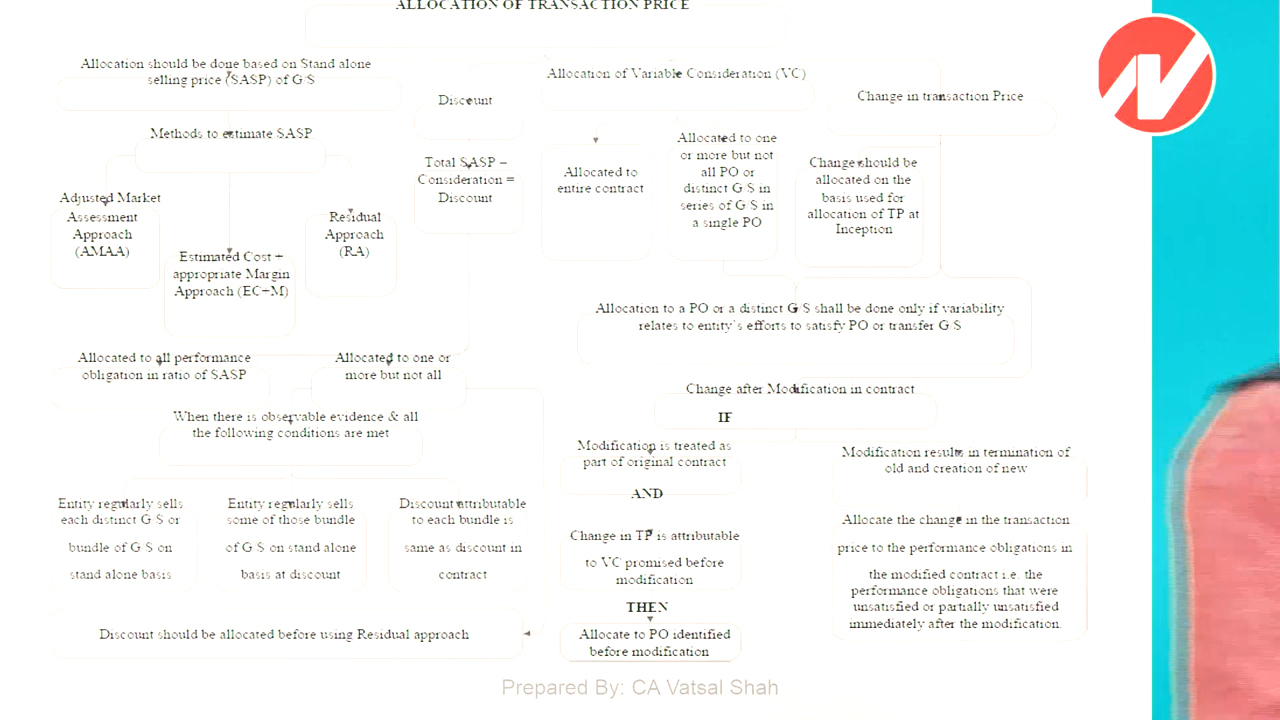 ALLOCATION OF TRANSACTION PRICE
Allocation should be done based on Stand alone
selling price (SASP) of G/S
Methods to estimate SASP
Adjusted Market
Assessment
Approach
(AMAA)
Estimated Cost +
appropriate Margin
Approach (EC+M)
Residual
Approach
(RA)
Discount
Total SASP –
Consideration =
Discount
Allocation of Variable Consideration (VC)
Allocated to
entire contract
Allocated to one
or more but not
all PO or
distinct G/S in
series of G/S in
a single PO
Change in transaction Price
Change should be
allocated on the
basis used for
allocation of TP at
Inception
Allocation to a PO or a distinct G/S shall be done only if variability
relates to entity's efforts to satisfy PO or transfer G/S
Allocated to all performance
obligation in ratio of SASP
Allocated to one or
more but not all
When there is observable evidence & all
the following conditions are met
Entity regularly sells
each distinct G/S or
bundle of G/S on
stand alone basis
Entity regularly sells
some of those bundle
of G/S on stand alone
basis at discount
Discount attributable
to each bundle is
same as discount in
contract
Discount should be allocated before using Residual approach
Change after Modification in contract
IF
Modification is treated as
part of original contract
AND
Change in TP is attributable
to VC promised before
modification
THEN
Allocate to PO identified
before modification
Modification results in termination of
old and creation of new
Allocate the change in the transaction
price to the performance obligations in
the modified contract i.e. the
performance obligations that were
unsatisfied or partially unsatisfied
immediately after the modification.
Prepared By: CA Vatsal Shah